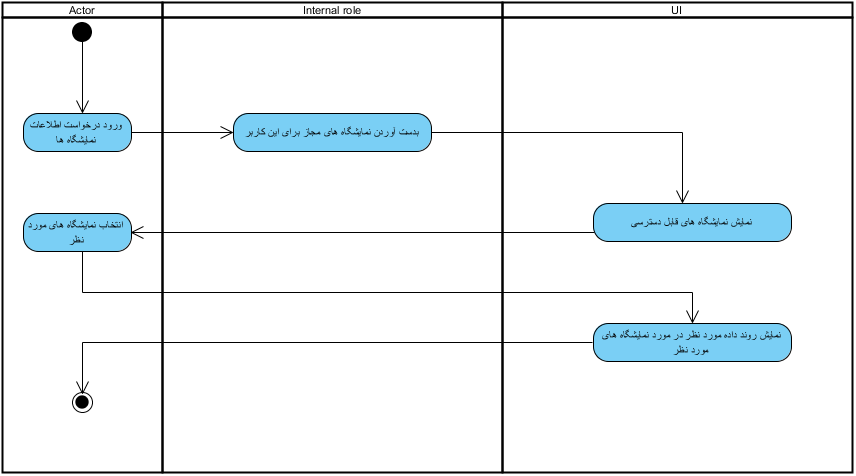 Actor
Internal role
UI
ورود درخواست اطلاعات
نمایشگاه ها
بدست آوردن نمایشگاه های مجاز برای این کاربر
نمایش نمایشگاه های قابل دسترسی
انتخاب نمایشگاه های مورد
نظر
نمایش روند داده مورد نظر در مورد نمایشگاه های
مورد نظر